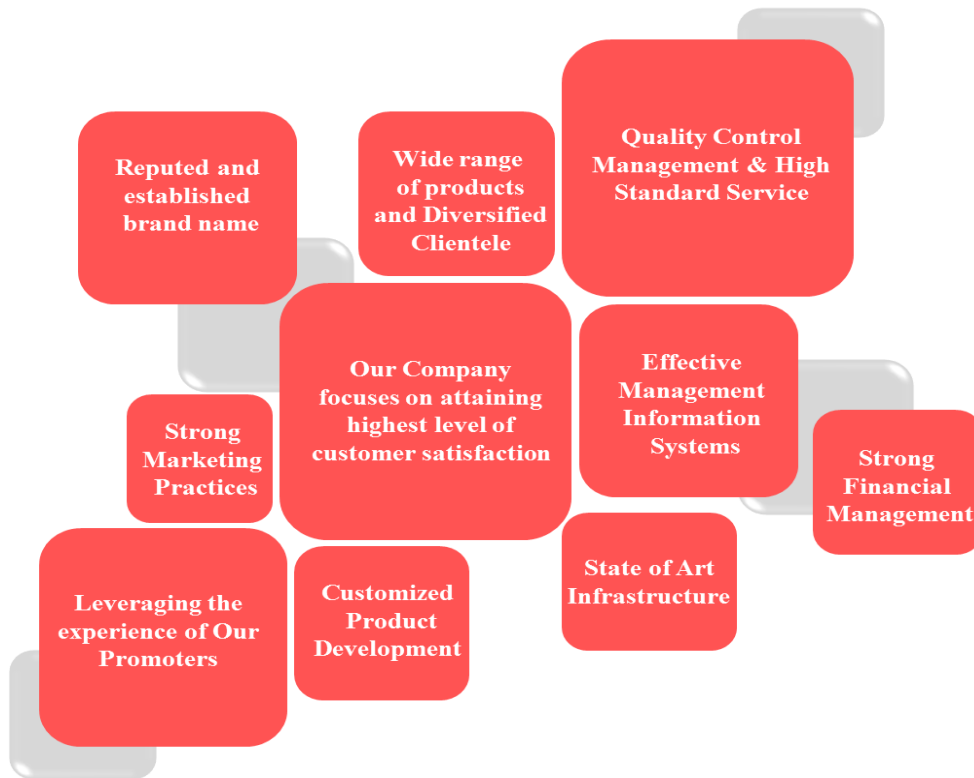 Reputed and
established
brand name
Wide range
of products
and Diversified
Clientele
Quality Control
Management & High
Standard Service
Our Company
focuses on attaining
highest level of
customer satisfaction
Effective
Management
Information
Systems
Strong
Marketing
Practices
Strong
Financial
Management
Leveraging the
experience of Our
Promoters
Customized
Product
Development
State of Art
Infrastructure